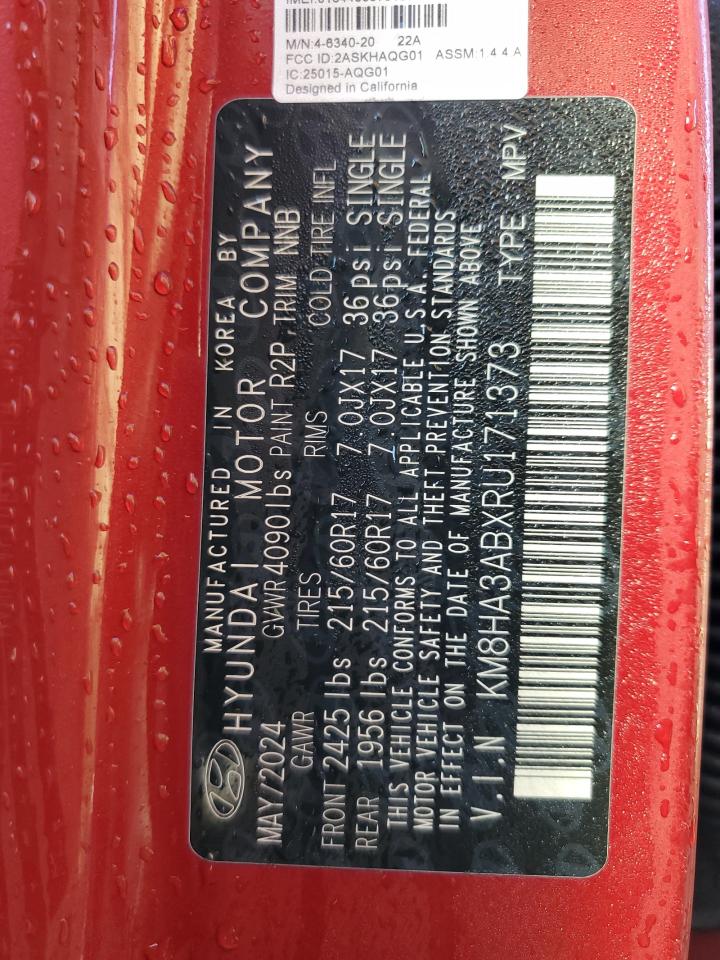 M/N:4-6340-20 22A
FCC ID:2ASKHAQG01 ASSM:1.4.4 A
IC:25015-AQG01
Designed in California
MANUFACTURED IN KOREA BY
HYUNDAI MOTOR COMPANY
MAY/2024 GVWR 4090lbs PAINT R2P TRIM NNB
GAWR TIRES RIMS COLD TIRE INFL
FRONT 2425 lbs 215/60R17 7.0JX17 36psi SINGLE
REAR 1956 lbs 215/60R17 7.0JX17 36psi SINGLE
THIS VEHICLE CONFORMS TO ALL APPLICABLE U.S.A. FEDERAL
MOTOR VEHICLE SAFETY AND THEFT PREVENTION STANDARDS
IN EFFECT ON THE DATE OF MANUFACTURE SHOWN ABOVE
V.I.N KM8HA3ABXRU171373 TYPE MPV